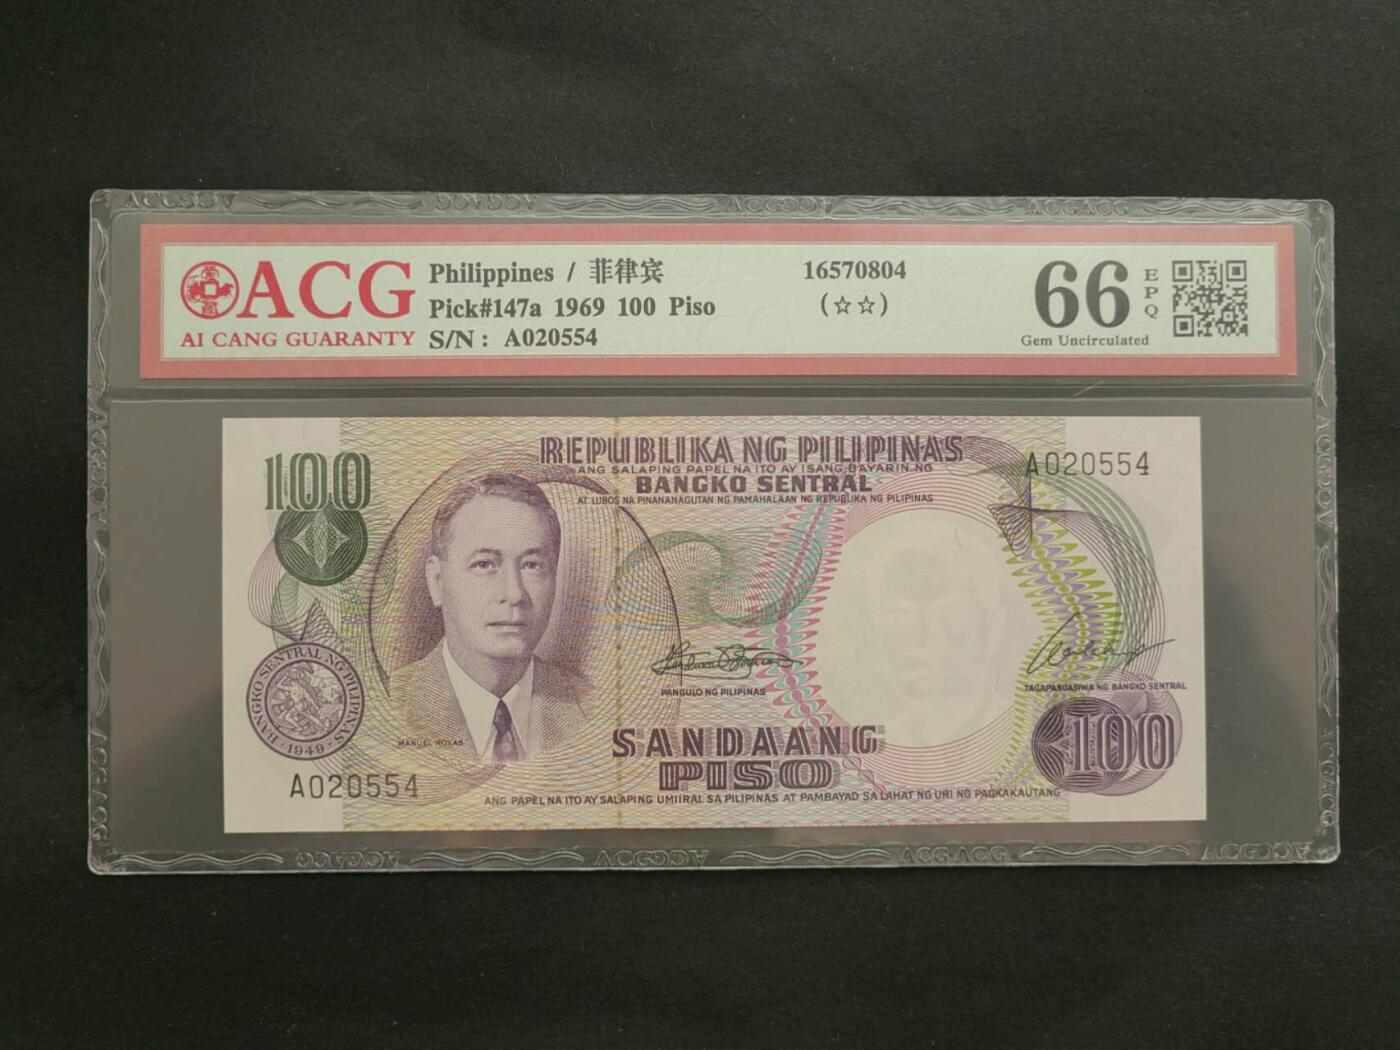 ACG
AI CANG GUARANTY
Philippines / 菲律宾
Pick#147a 1969 100 Piso
S/N : A020554
16570804
(☆☆)
66
EPQ
Gem Uncirculated
100
REPUBLIKA NG PILIPINAS
ANG SALAPING PAPEL NA ITO AY ISANG BAYARIN NG
BANGKO SENTRAL
AT LUBOS NA PINANANAGUTAN NG PAMAHALAAN NG REPUBLIKA NG PILIPINAS
A020554
PANGULO NG PILIPINAS
TAGAPANGASIWA NG BANGKO SENTRAL
BANGKO SENTRAL NG PILIPINAS
1949
MANUEL ROXAS
SANDAANG
PISO
100
A020554
ANG PAPEL NA ITO AY SALAPING UMIIRAL SA PILIPINAS AT PAMBAYAD SA LAHAT NG URI NG PAGKAKAUTANG